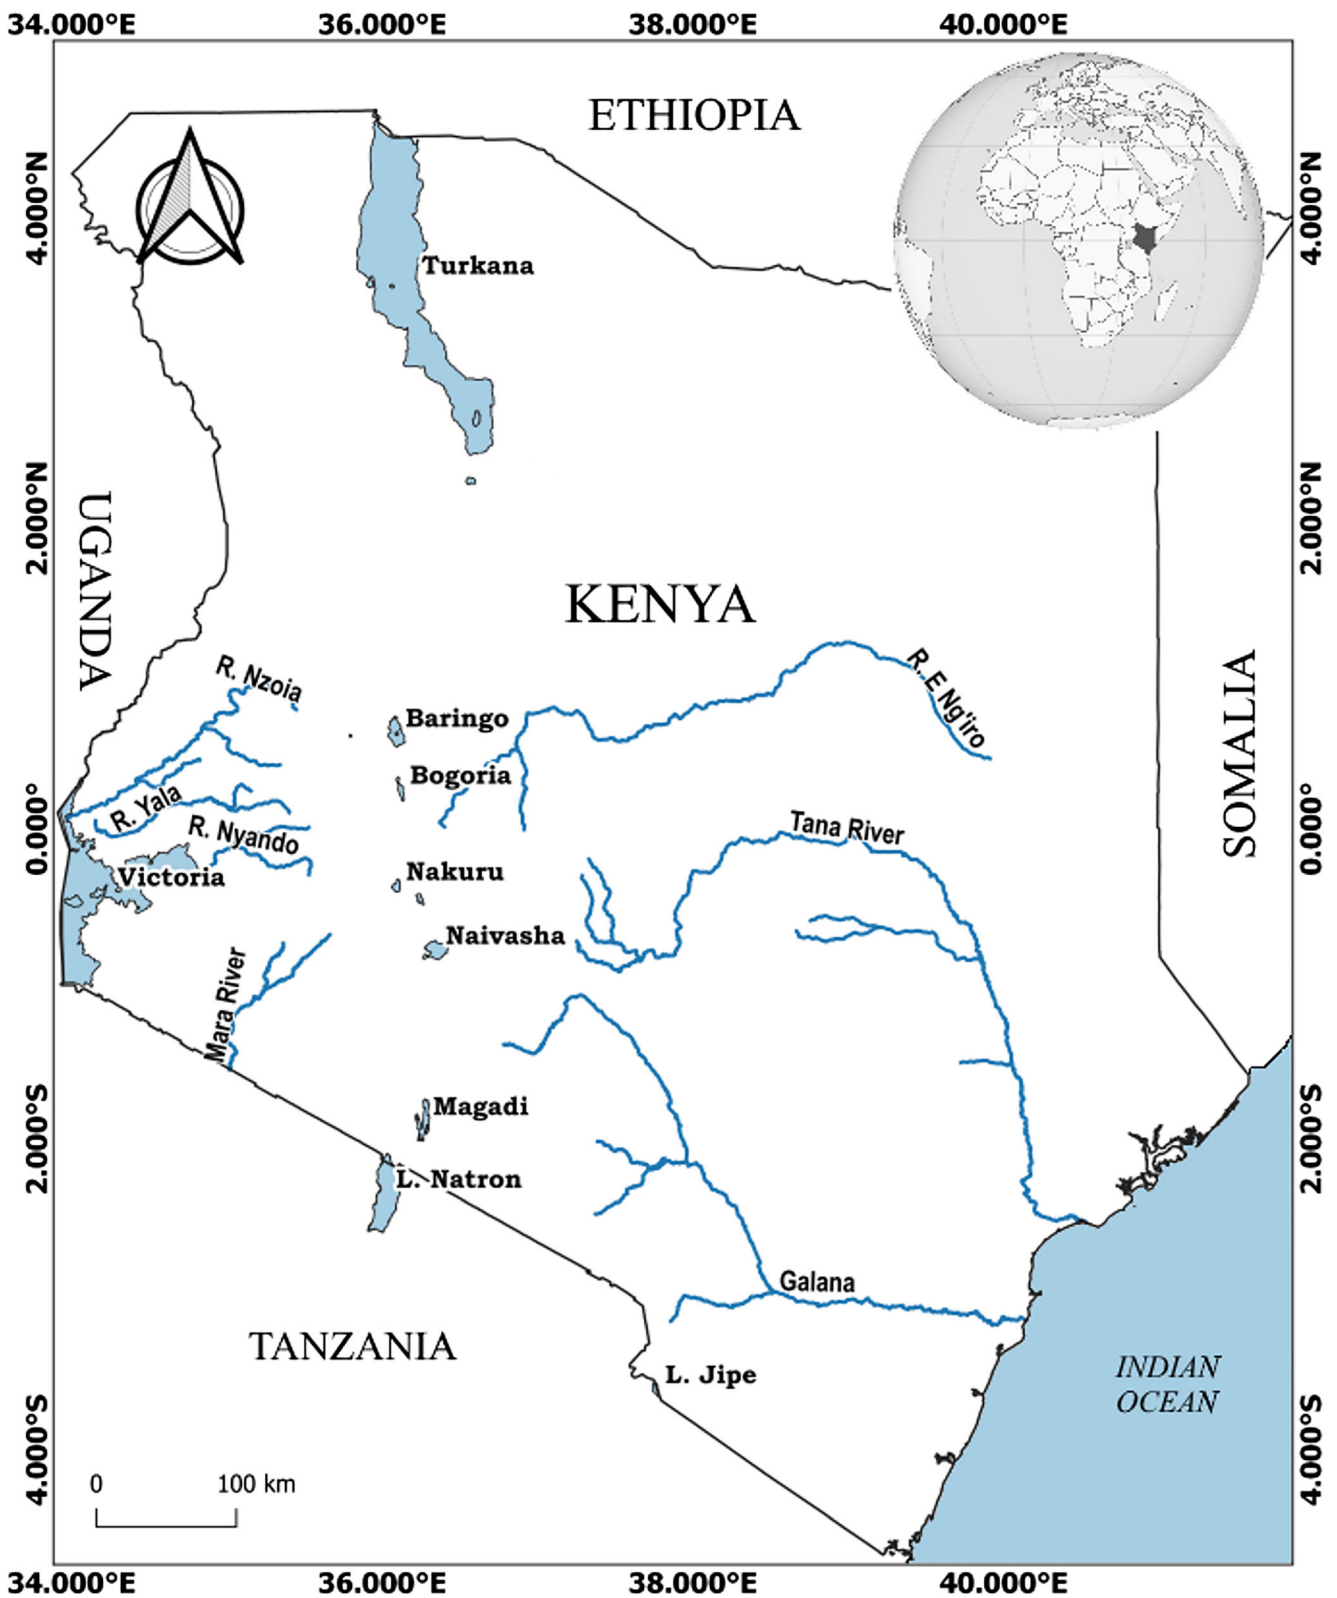 34.000°E 36.000°E 38.000°E 40.000°E
ETHIOPIA
4.000°N
4.000°N
Turkana
2.000°N
2.000°N
UGANDA
KENYA
R. Nzoia
R. E Ng'iro
SOMALIA
Baringo
Bogoria
R. Yala
0.000°
0.000°
R. Nyando
Tana River
Victoria
Nakuru
Naivasha
Mara River
Magadi
2.000°S
2.000°S
L. Natron
Galana
TANZANIA
L. Jipe
INDIAN
OCEAN
4.000°S
4.000°S
0 100 km
34.000°E 36.000°E 38.000°E 40.000°E